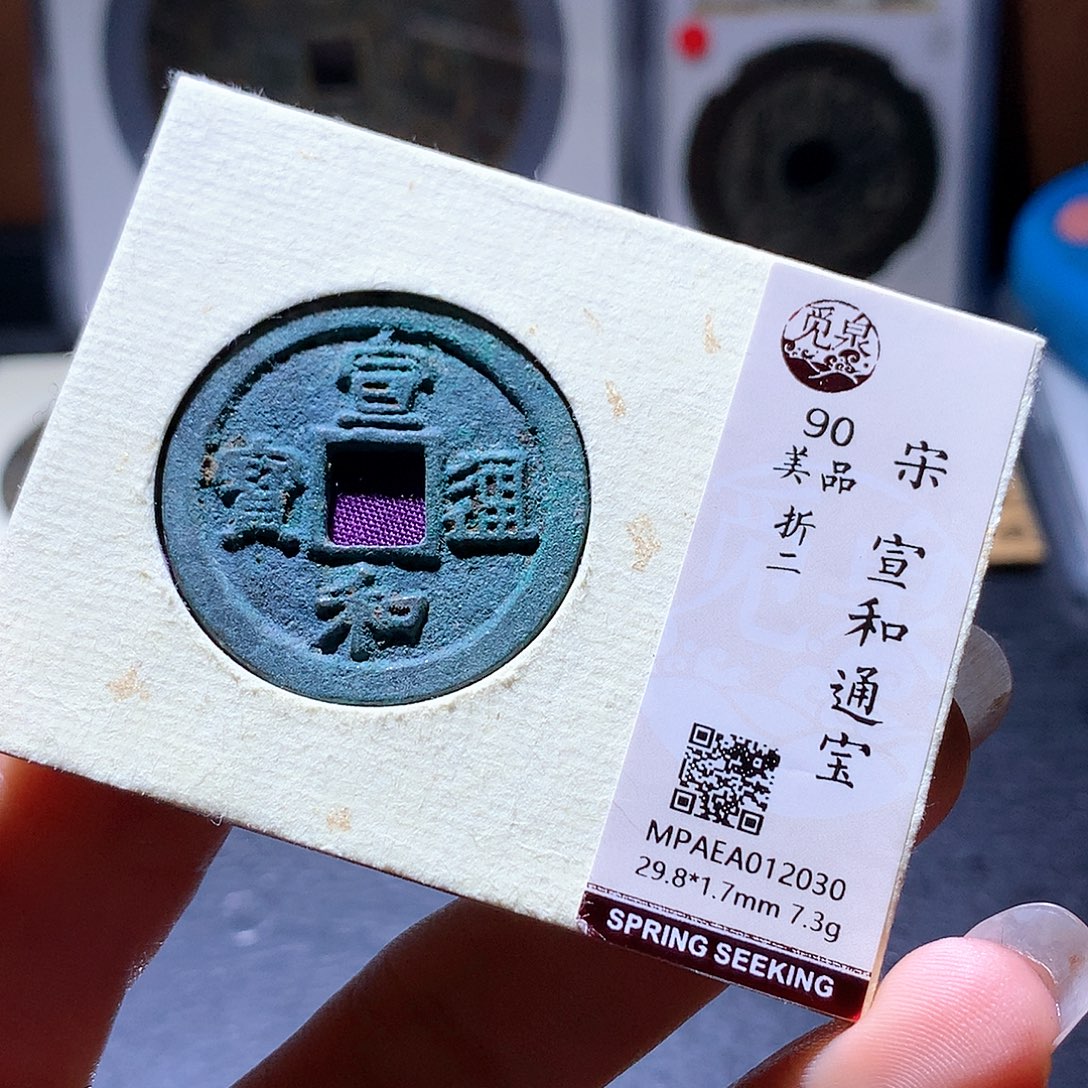 宣和通寳
觅泉
90
美品
折二
宋 宣和通宝
MPAEA012030
29.8*1.7mm 7.3g
SPRING SEEKING